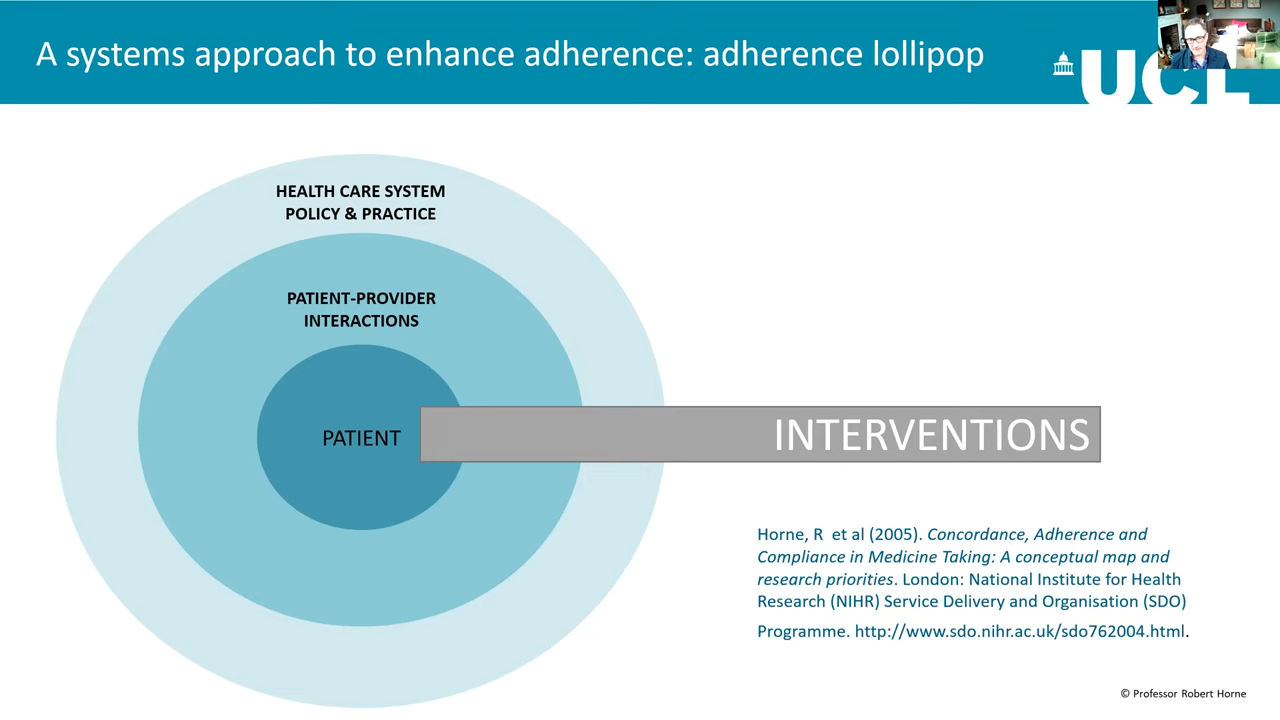 A systems approach to enhance adherence: adherence lollipop
UCL
HEALTH CARE SYSTEM
POLICY & PRACTICE
PATIENT-PROVIDER
INTERACTIONS
PATIENT
INTERVENTIONS
Horne, R  et al (2005). Concordance, Adherence and
Compliance in Medicine Taking: A conceptual map and
research priorities. London: National Institute for Health
Research (NIHR) Service Delivery and Organisation (SDO)
Programme. http://www.sdo.nihr.ac.uk/sdo762004.html.
© Professor Robert Horne